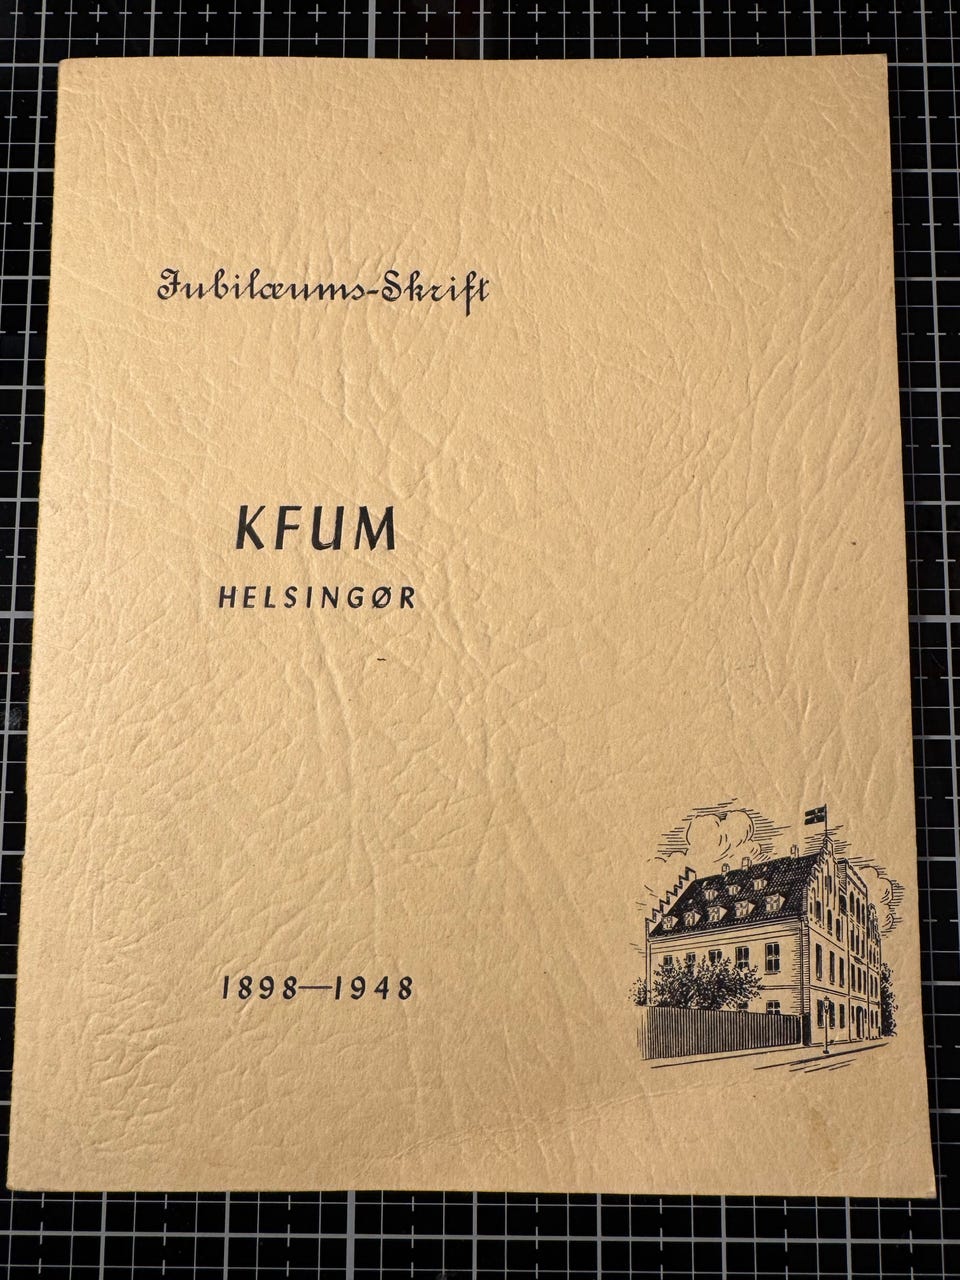 Jubilæums-Skrift
KFUM
HELSINGØR
1898—1948